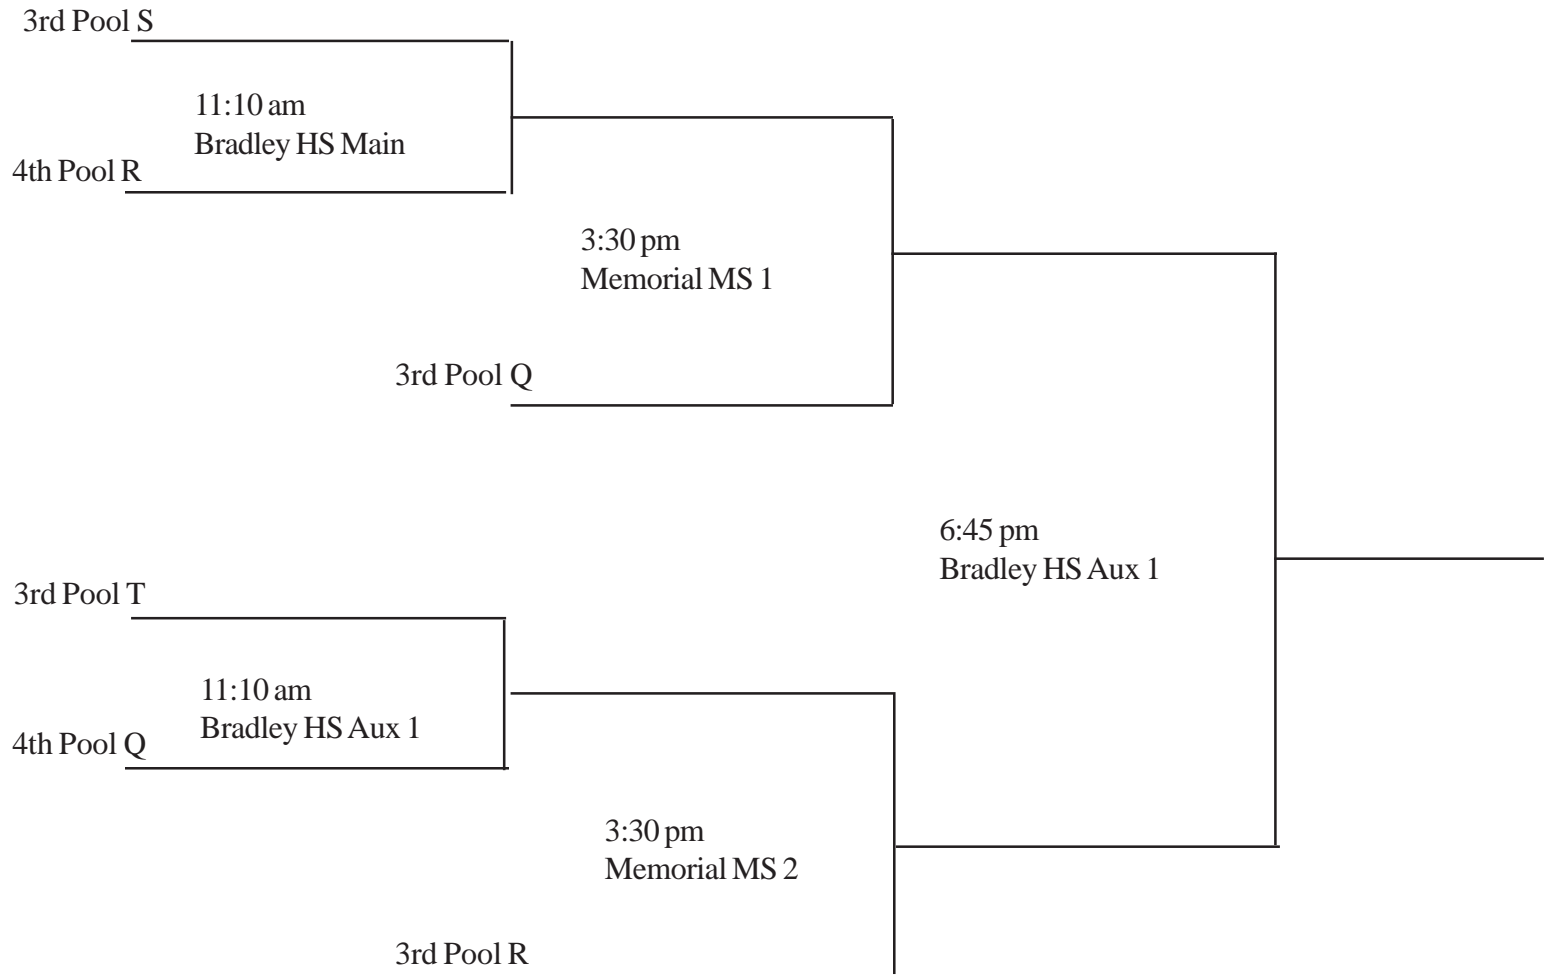 3rd Pool S
11:10 am
Bradley HS Main
4th Pool R
3:30 pm
Memorial MS 1
3rd Pool Q
6:45 pm
Bradley HS Aux 1
3rd Pool T
11:10 am
Bradley HS Aux 1
4th Pool Q
3:30 pm
Memorial MS 2
3rd Pool R